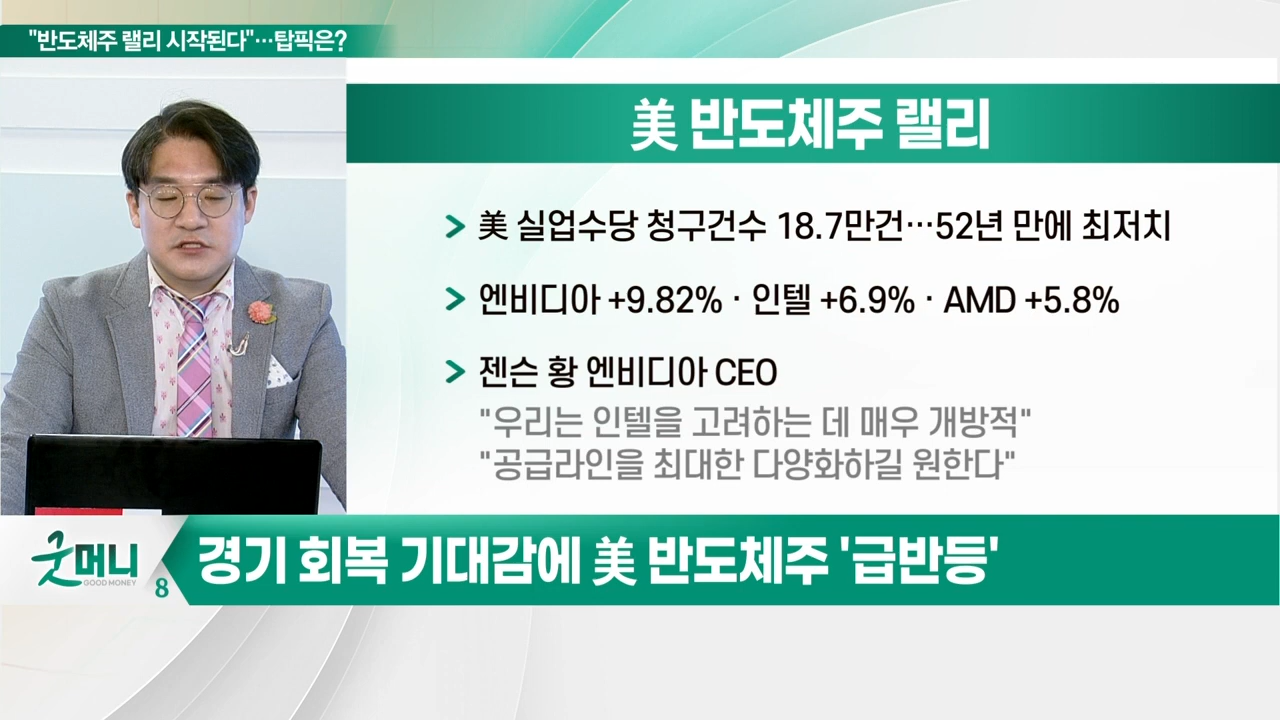 "반도체주 랠리 시작된다"…탑픽은?
美 반도체주 랠리
> 美 실업수당 청구건수 18.7만건…52년 만에 최저치
> 엔비디아 +9.82% · 인텔 +6.9% · AMD +5.8%
> 젠슨 황 엔비디아 CEO
"우리는 인텔을 고려하는 데 매우 개방적"
"공급라인을 최대한 다양화하길 원한다"
굿머니
GOOD MONEY
8
경기 회복 기대감에 美 반도체주 '급반등'